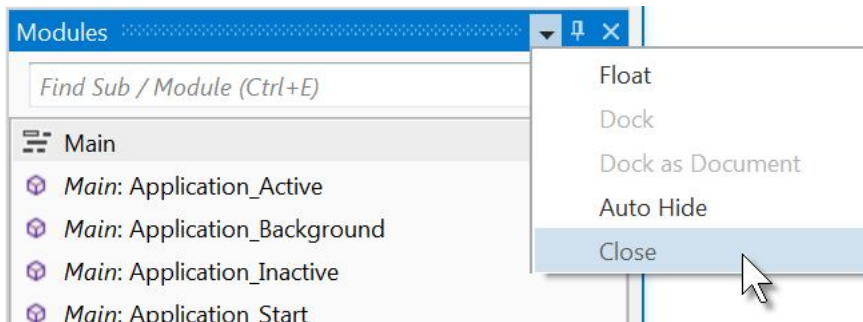 Modules
Find Sub / Module (Ctrl+E)
Float
Dock
Dock as Document
Auto Hide
Close
Main
Main: Application_Active
Main: Application_Background
Main: Application_Inactive
Main: Application_Start